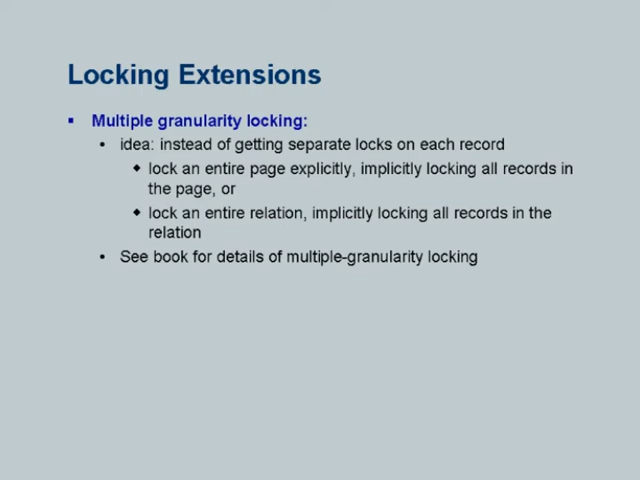 Locking Extensions
▪ Multiple granularity locking:
• idea: instead of getting separate locks on each record
◆ lock an entire page explicitly, implicitly locking all records in
the page, or
◆ lock an entire relation, implicitly locking all records in the
relation
• See book for details of multiple-granularity locking